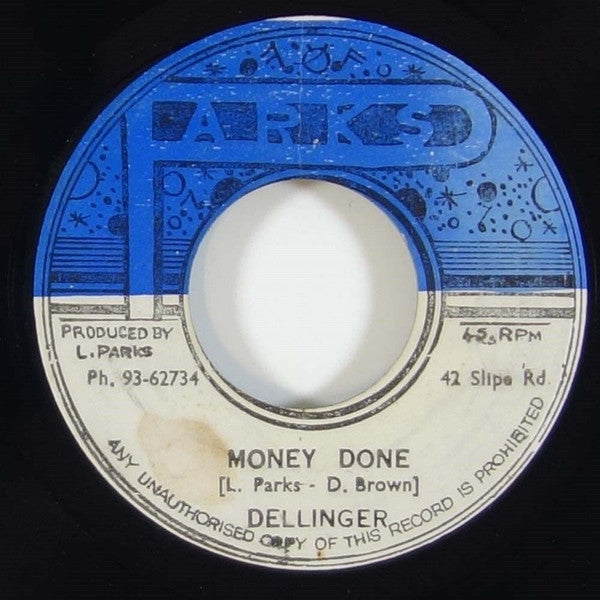 PARKS
PRODUCED BY
L. PARKS
45. RPM
Ph. 93-62734
42 Slipe Rd
MONEY DONE
[L. Parks - D. Brown]
DELLINGER
ANY UNAUTHORISED COPY OF THIS RECORD IS PROHIBITED